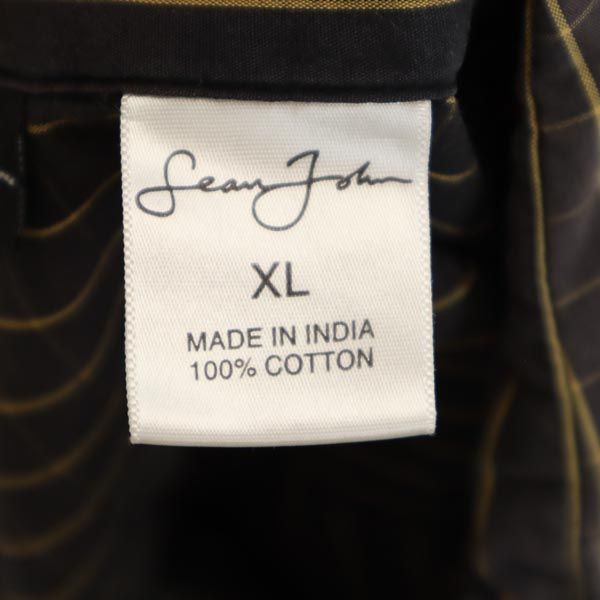 Sean John
XL
MADE IN INDIA
100% COTTON